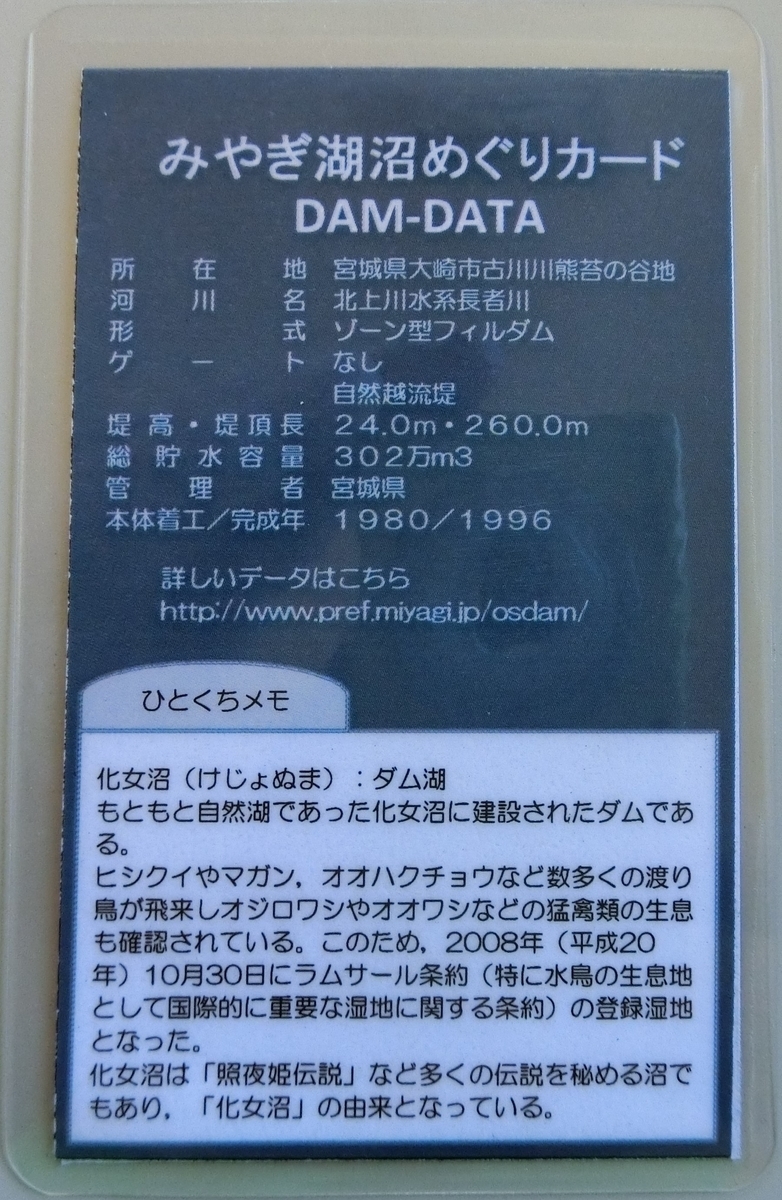 みやぎ湖沼めぐりカード
DAM-DATA
所在地 宮城県大崎市古川川熊苔の谷地
河川名 北上川水系長者川
形式 ゾーン型フィルダム
ゲート なし
自然越流堤
堤高・堤頂長 24.0m・260.0m
総貯水容量 302万m3
管理者 宮城県
本体着工/完成年 1980/1996
詳しいデータはこちら
http://www.pref.miyagi.jp/osdam/
ひとくちメモ
化女沼(けじょぬま):ダム湖
もともと自然湖であった化女沼に建設されたダムであ
る。
ヒシクイやマガン,オオハクチョウなど数多くの渡り
鳥が飛来しオジロワシやオオワシなどの猛禽類の生息
も確認されている。このため,2008年(平成20
年)10月30日にラムサール条約(特に水鳥の生息地
として国際的に重要な湿地に関する条約)の登録湿地
となった。
化女沼は「照夜姫伝説」など多くの伝説を秘める沼で
もあり,「化女沼」の由来となっている。